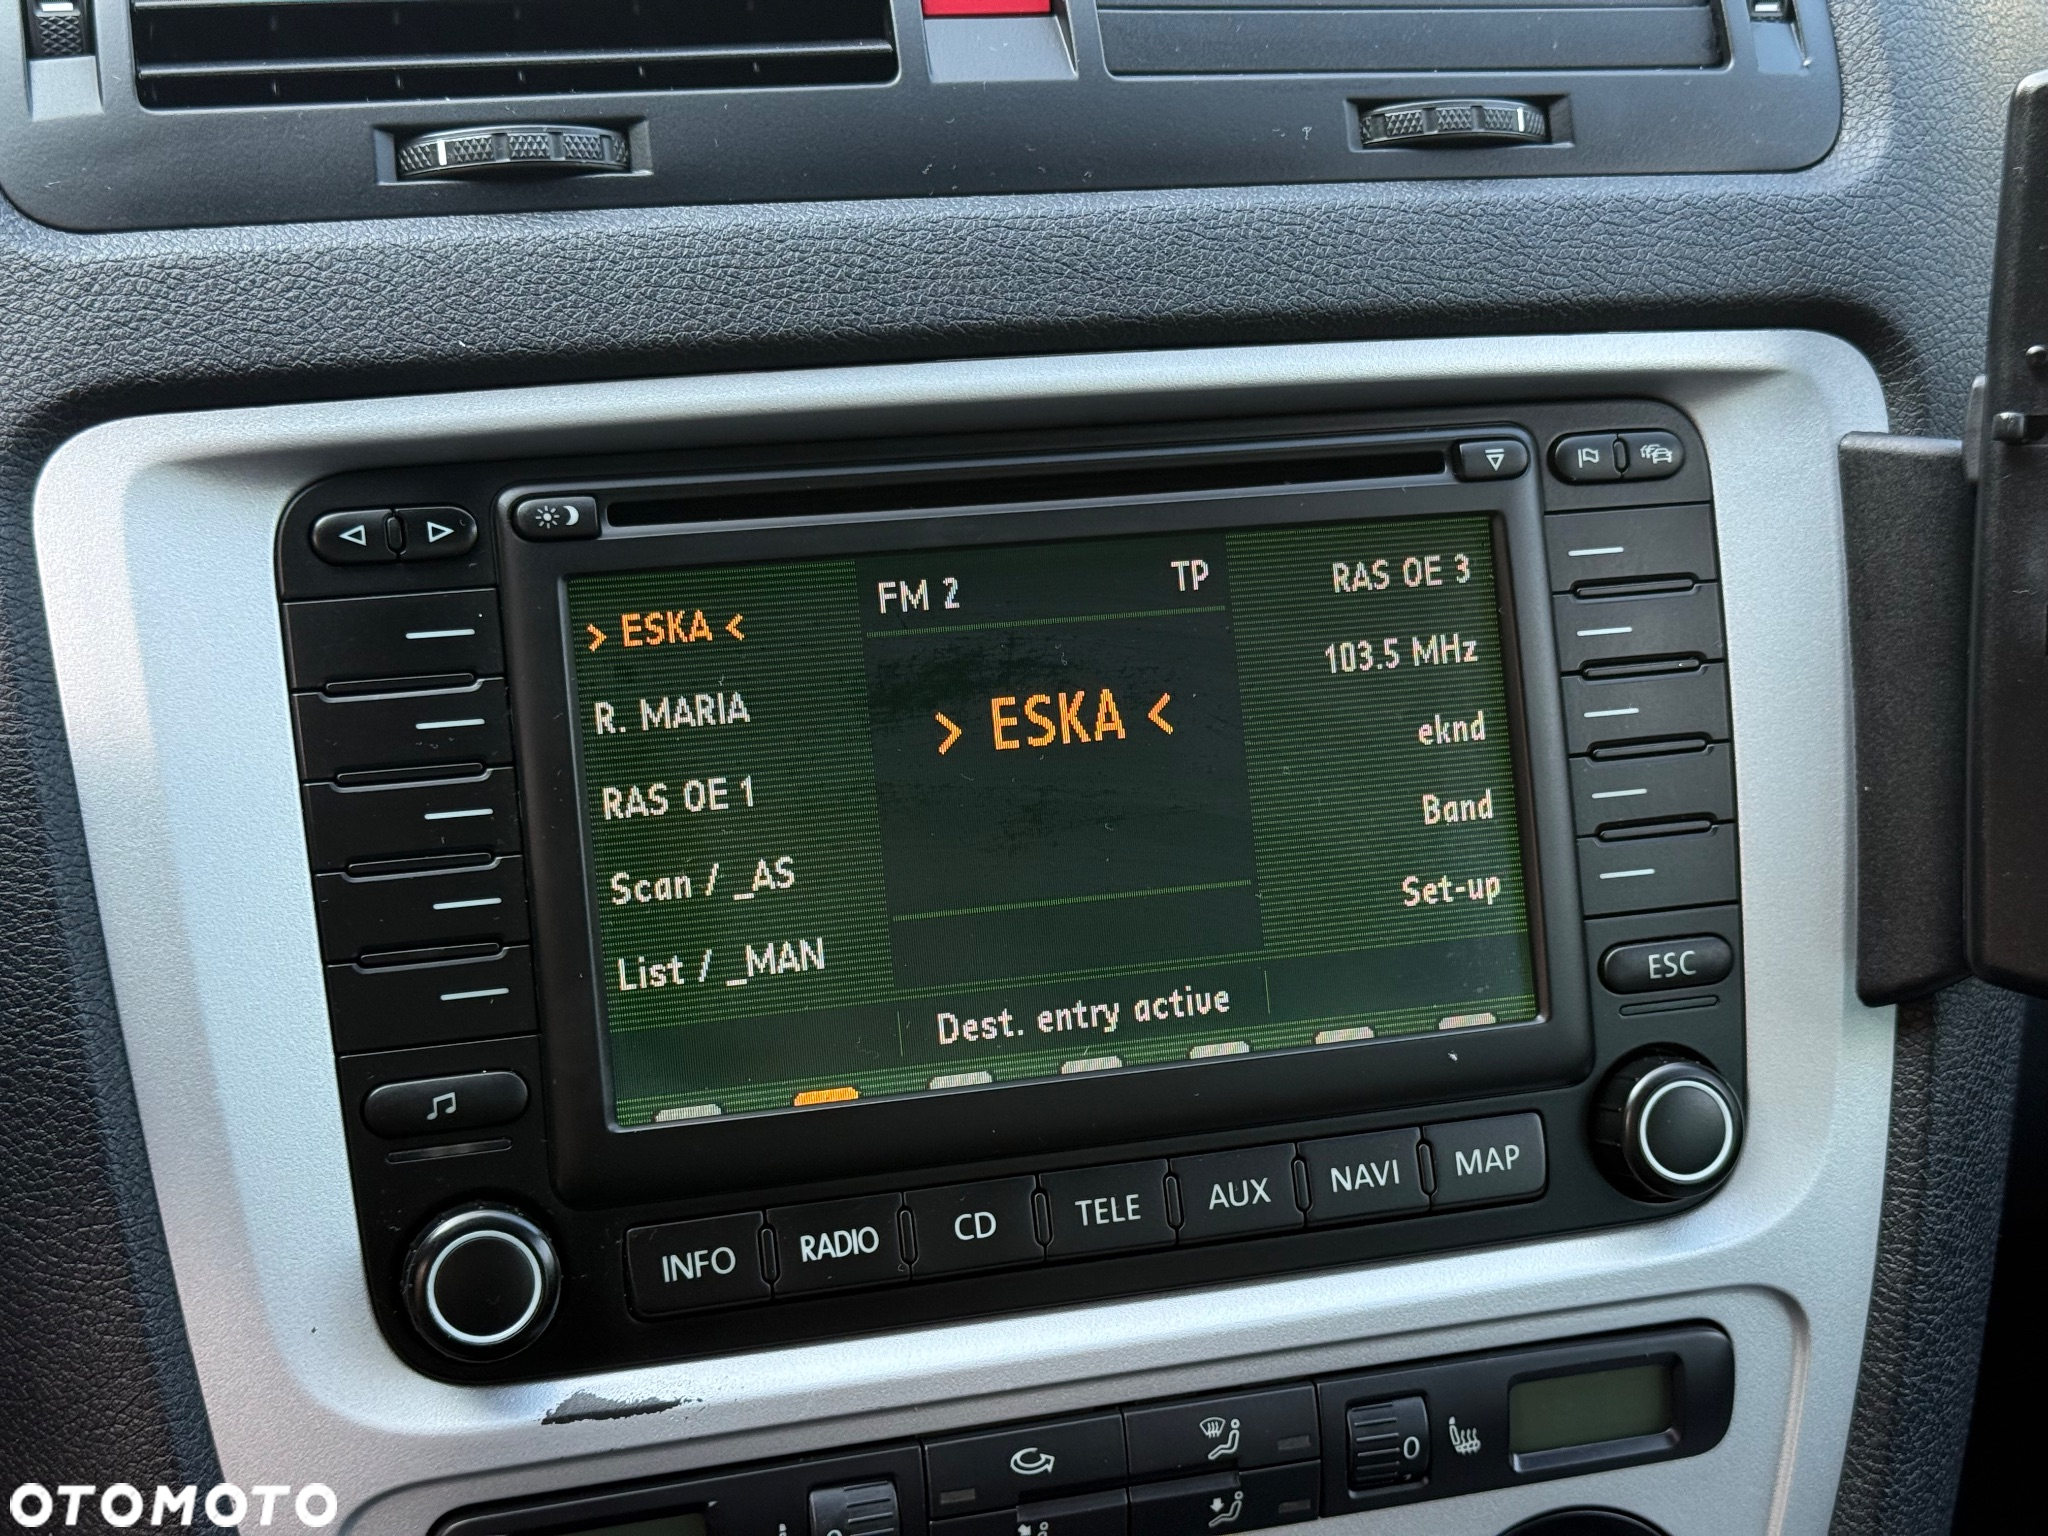 FM 2 TP
> ESKA <
R. MARIA
RAS OE 1
Scan / _AS
List / _MAN
> ESKA <
RAS OE 3
103.5 MHz
eknd
Band
Set-up
Dest. entry active
ESC
INFO RADIO CD TELE AUX NAVI MAP
0
OTOMOTO